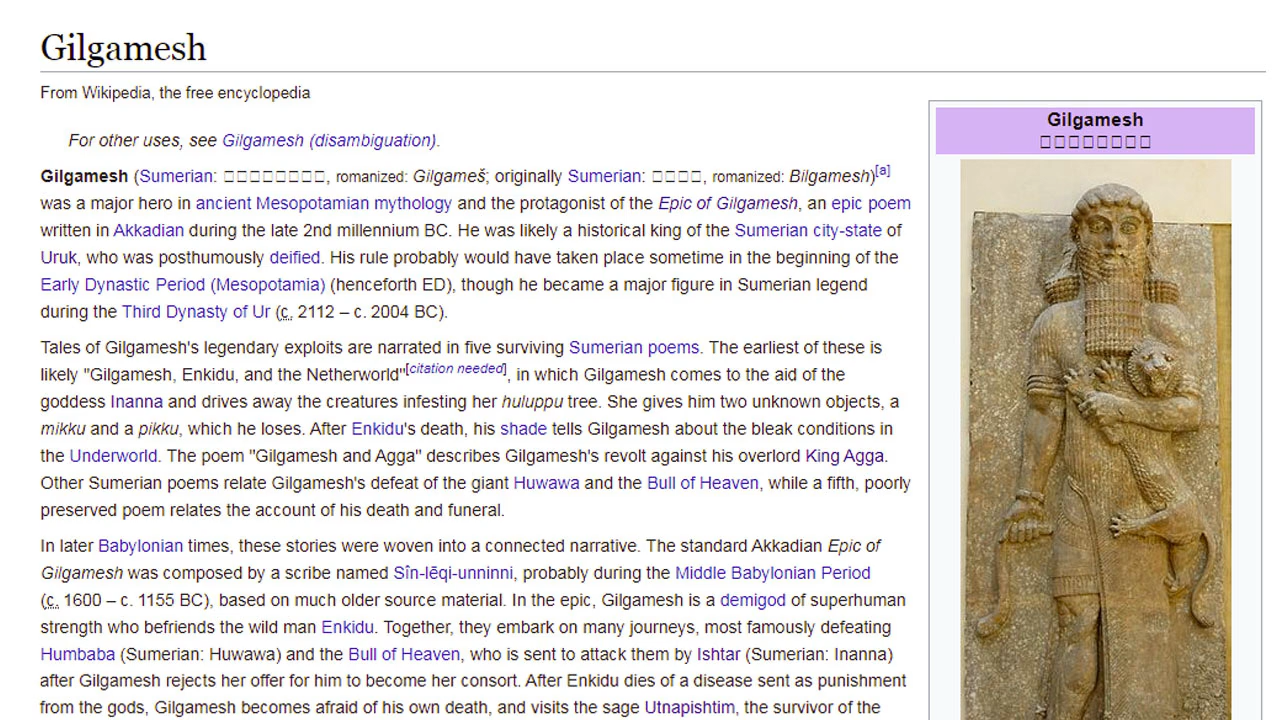 Gilgamesh
From Wikipedia, the free encyclopedia
For other uses, see Gilgamesh (disambiguation).
Gilgamesh (Sumerian: □□□□□□□□, romanized: Gilgameš; originally Sumerian: □□□□, romanized: Bilgamesh)[a]
was a major hero in ancient Mesopotamian mythology and the protagonist of the Epic of Gilgamesh, an epic poem
written in Akkadian during the late 2nd millennium BC. He was likely a historical king of the Sumerian city-state of
Uruk, who was posthumously deified. His rule probably would have taken place sometime in the beginning of the
Early Dynastic Period (Mesopotamia) (henceforth ED), though he became a major figure in Sumerian legend
during the Third Dynasty of Ur (c. 2112 – c. 2004 BC).
Tales of Gilgamesh's legendary exploits are narrated in five surviving Sumerian poems. The earliest of these is
likely "Gilgamesh, Enkidu, and the Netherworld"[citation needed], in which Gilgamesh comes to the aid of the
goddess Inanna and drives away the creatures infesting her huluppu tree. She gives him two unknown objects, a
mikku and a pikku, which he loses. After Enkidu's death, his shade tells Gilgamesh about the bleak conditions in
the Underworld. The poem "Gilgamesh and Agga" describes Gilgamesh's revolt against his overlord King Agga.
Other Sumerian poems relate Gilgamesh's defeat of the giant Huwawa and the Bull of Heaven, while a fifth, poorly
preserved poem relates the account of his death and funeral.
In later Babylonian times, these stories were woven into a connected narrative. The standard Akkadian Epic of
Gilgamesh was composed by a scribe named Sîn-lēqi-unninni, probably during the Middle Babylonian Period
(c. 1600 – c. 1155 BC), based on much older source material. In the epic, Gilgamesh is a demigod of superhuman
strength who befriends the wild man Enkidu. Together, they embark on many journeys, most famously defeating
Humbaba (Sumerian: Huwawa) and the Bull of Heaven, who is sent to attack them by Ishtar (Sumerian: Inanna)
after Gilgamesh rejects her offer for him to become her consort. After Enkidu dies of a disease sent as punishment
from the gods, Gilgamesh becomes afraid of his own death, and visits the sage Utnapishtim, the survivor of the
Gilgamesh
□□□□□□□□